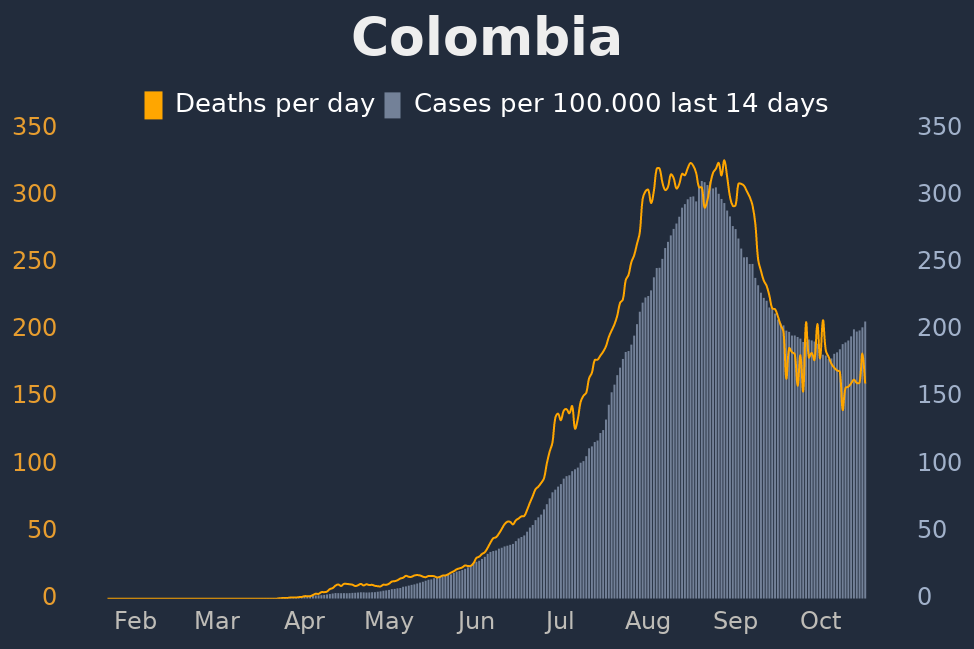 Colombia
Deaths per day Cases per 100.000 last 14 days
350 350
300 300
250 250
200 200
150 150
100 100
50 50
0 0
Feb Mar Apr May Jun Jul Aug Sep Oct